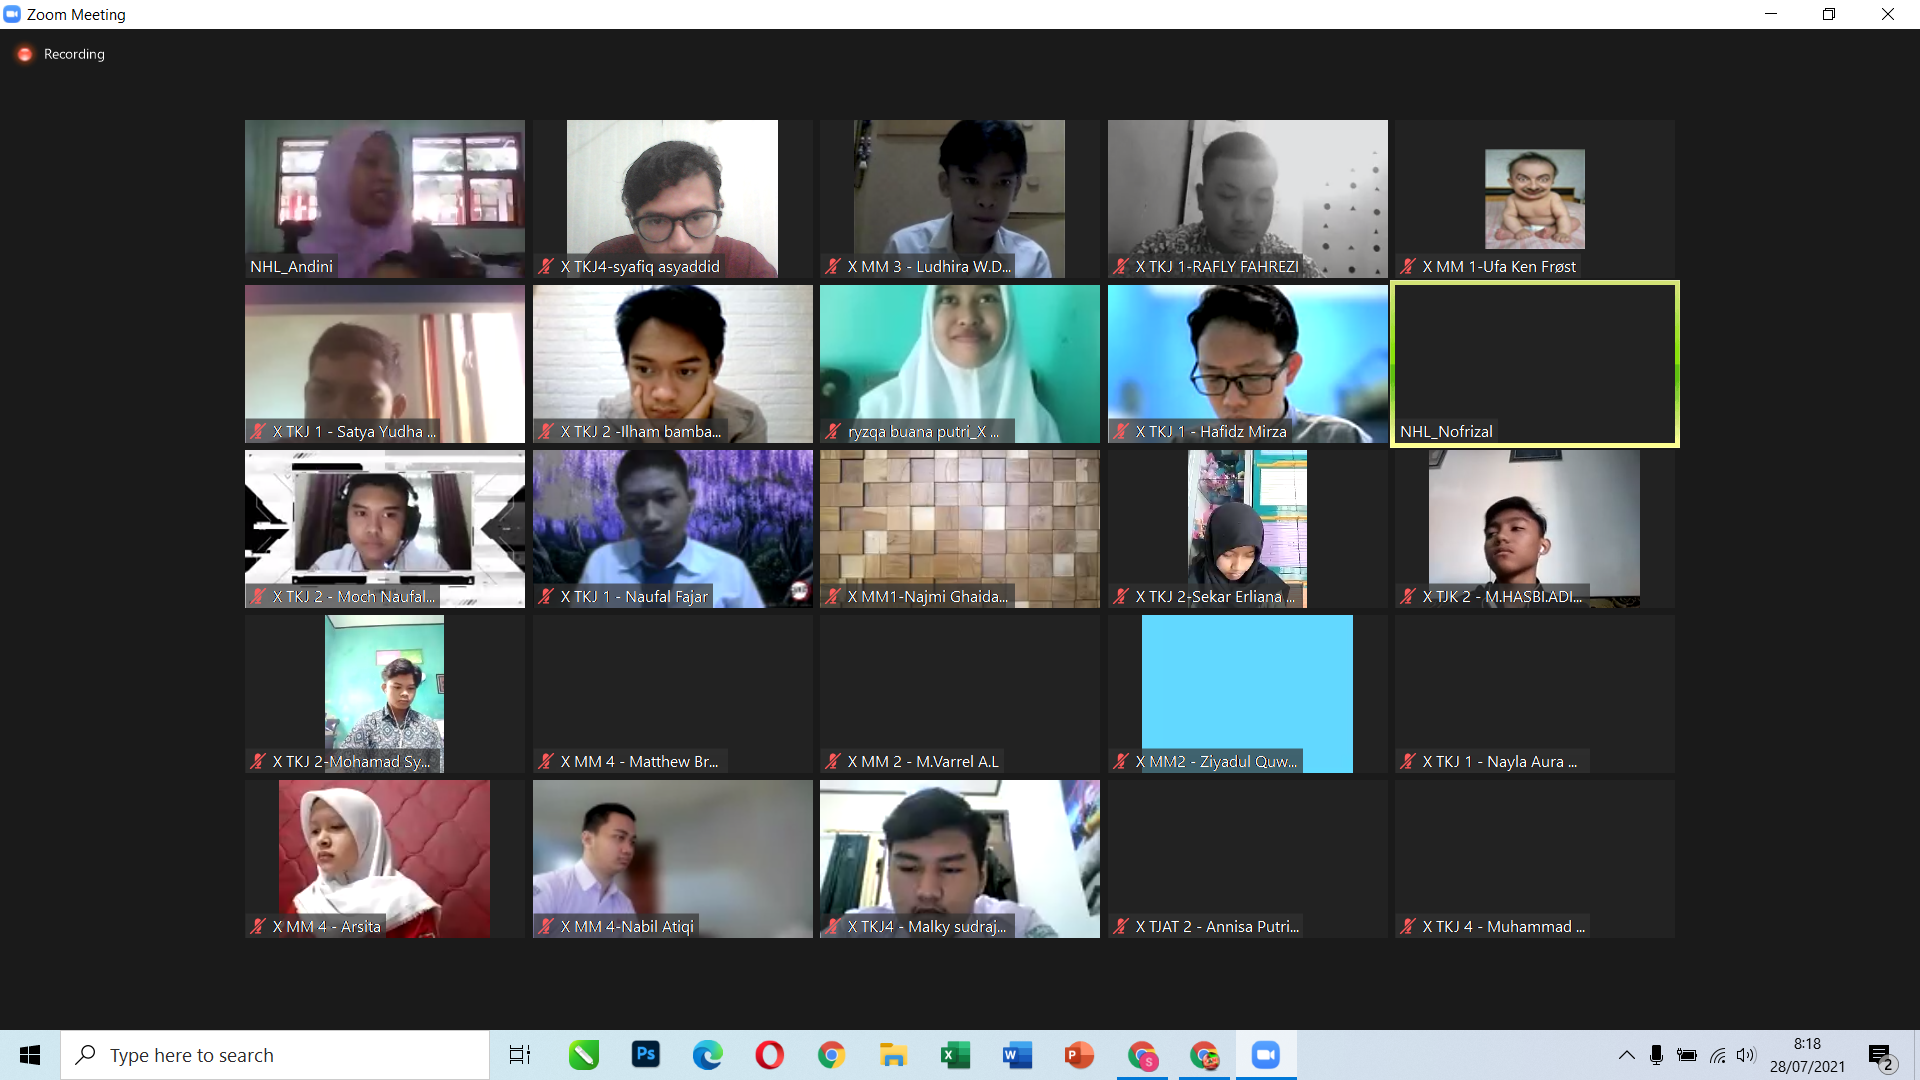 Zoom Meeting
Recording
NHL_Andini
X TKJ4-syafiq asyaddid
X MM 3 - Ludhira W.D...
X TKJ 1-RAFLY FAHREZI
X MM 1-Ufa Ken Frøst
X TKJ 1 - Satya Yudha ...
X TKJ 2 -Ilham bamba...
ryzqa buana putri_X ...
X TKJ 1 - Hafidz Mirza
NHL_Nofrizal
X TKJ 2 - Moch Naufal...
X TKJ 1 - Naufal Fajar
X MM1-Najmi Ghaida...
X TKJ 2-Sekar Erliana ...
X TJK 2 - M.HASBI.ADI...
X TKJ 2-Mohamad Sy...
X MM 4 - Matthew Br...
X MM 2 - M.Varrel A.L
X MM2 - Ziyadul Quw...
X TKJ 1 - Nayla Aura ...
X MM 4 - Arsita
X MM 4-Nabil Atiqi
X TKJ4 - Malky sudraj...
X TJAT 2 - Annisa Putri...
X TKJ 4 - Muhammad ...
Type here to search
Ps
X
W
P
S
8:18
28/07/2021
2